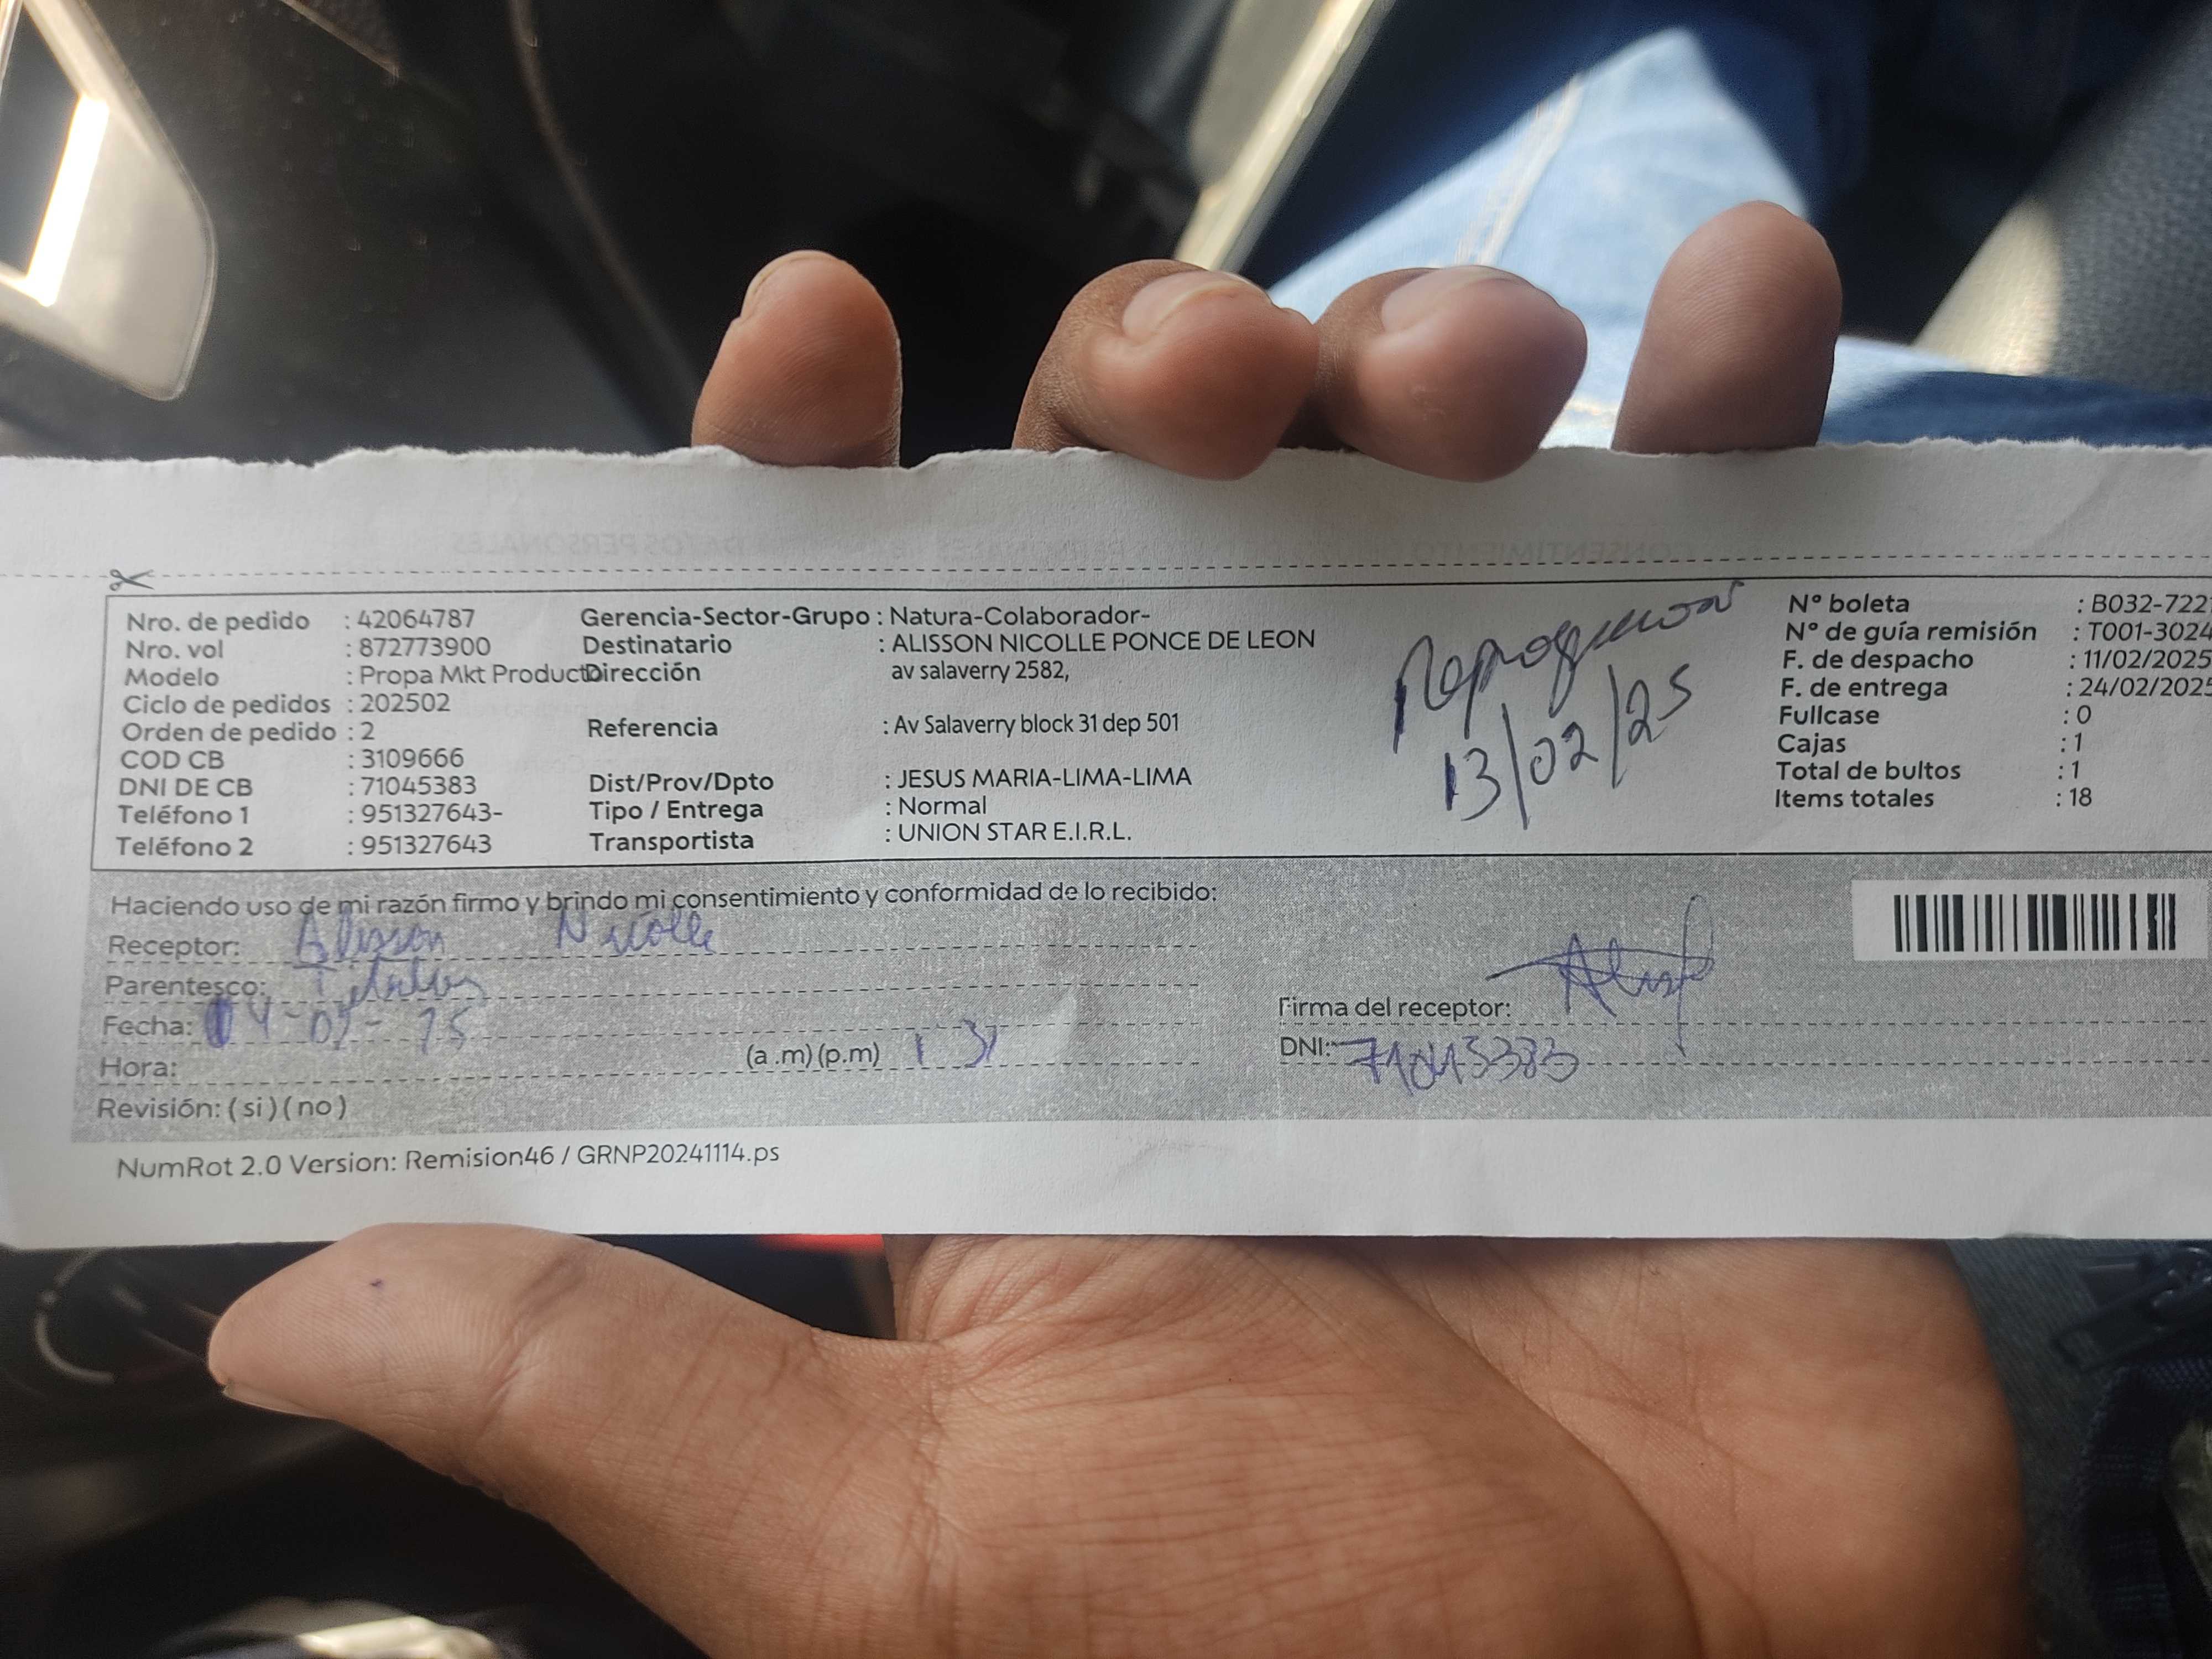 Nro. de pedido : 42064787
Nro. vol : 872773900
Modelo : Propa Mkt Product
Ciclo de pedidos : 202502
Orden de pedido : 2
COD CB : 3109666
DNI DE CB : 71045383
Teléfono 1 : 951327643-
Teléfono 2 : 951327643
Gerencia-Sector-Grupo : Natura-Colaborador-
Destinatario : ALISSON NICOLLE PONCE DE LEON
Dirección av salaverry 2582,
Referencia : Av Salaverry block 31 dep 501
Dist/Prov/Dpto : JESUS MARIA-LIMA-LIMA
Tipo / Entrega : Normal
Transportista : UNION STAR E.I.R.L.
13/02/25
N° boleta : B032-722
N° de guía remisión : T001-3024
F. de despacho : 11/02/2025
F. de entrega : 24/02/2025
Fullcase : 0
Cajas : 1
Total de bultos : 1
Items totales : 18
Haciendo uso de mi razón firmo y brindo mi consentimiento y conformidad de lo recibido:
Receptor: Alisson Nicolle
Parentesco:
Fecha:
Hora: (a .m) (p.m)
Revisión: ( si ) ( no )
Firma del receptor:
DNI: 71045383
NumRot 2.0 Version: Remision46 / GRNP20241114.ps